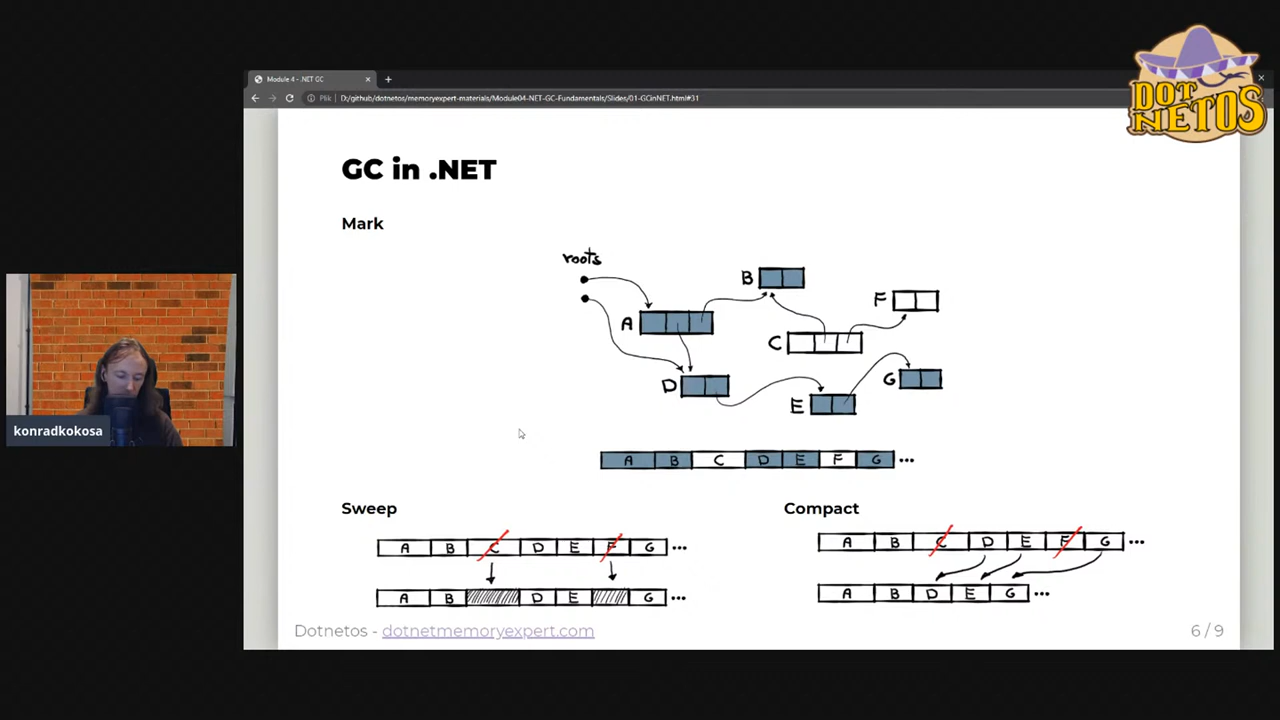 DOT
NETOS
Module 4 - .NET GC
Plik D:/github/dotnetos/memoryexpert-materials/Module04-NET-GC-Fundamentals/Slides/01-GCinNET.html#31
GC in .NET
Mark
roots
B
F
A
C
G
D
E
A B C D E F G ...
konradkokosa
Sweep
A B C D E F G ...
A B D E G ...
Compact
A B C D E F G ...
A B D E G ...
Dotnetos - dotnetmemoryexpert.com
6 / 9